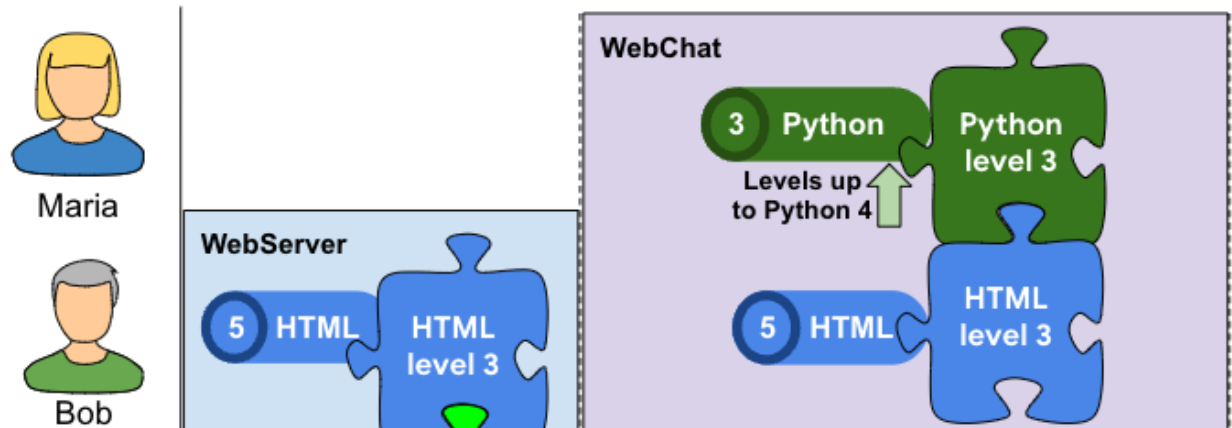 Maria
Bob
WebServer
5 HTML
HTML
level 3
WebChat
3 Python
Python
level 3
Levels up
to Python 4
5 HTML
HTML
level 3